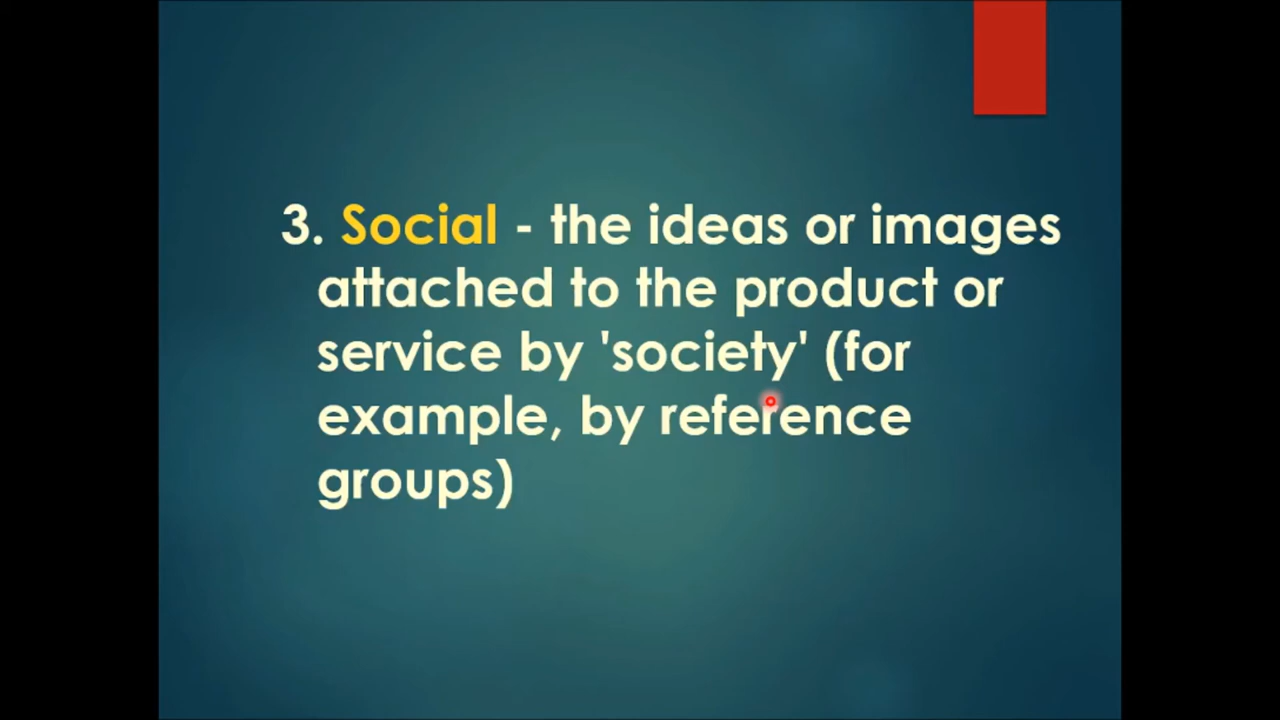 3. Social - the ideas or images
attached to the product or
service by 'society' (for
example, by reference
groups)